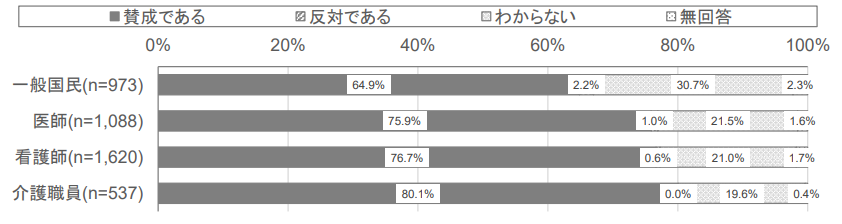 賛成である 反対である わからない 無回答
0% 20% 40% 60% 80% 100%
一般国民(n=973) 64.9% 2.2% 30.7% 2.3%
医師(n=1,088) 75.9% 1.0% 21.5% 1.6%
看護師(n=1,620) 76.7% 0.6% 21.0% 1.7%
介護職員(n=537) 80.1% 0.0% 19.6% 0.4%